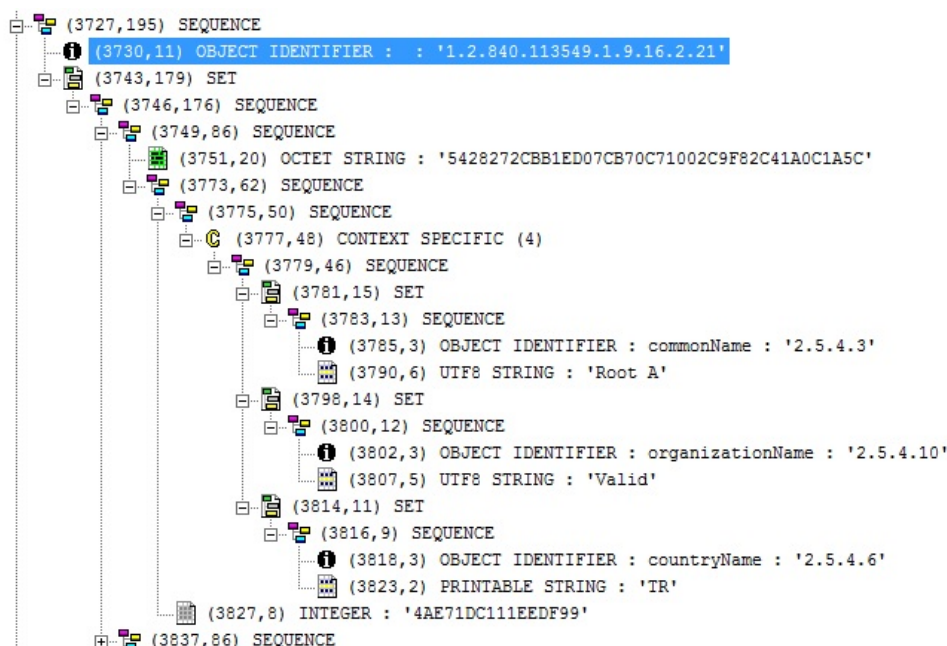 (3727,195) SEQUENCE
(3730,11) OBJECT IDENTIFIER : : '1.2.840.113549.1.9.16.2.21'
(3743,179) SET
(3746,176) SEQUENCE
(3749,86) SEQUENCE
(3751,20) OCTET STRING : '5428272CBB1ED07CB70C71002C9F82C41A0C1A5C'
(3773,62) SEQUENCE
(3775,50) SEQUENCE
(3777,48) CONTEXT SPECIFIC (4)
(3779,46) SEQUENCE
(3781,15) SET
(3783,13) SEQUENCE
(3785,3) OBJECT IDENTIFIER : commonName : '2.5.4.3'
(3790,6) UTF8 STRING : 'Root A'
(3798,14) SET
(3800,12) SEQUENCE
(3802,3) OBJECT IDENTIFIER : organizationName : '2.5.4.10'
(3807,5) UTF8 STRING : 'Valid'
(3814,11) SET
(3816,9) SEQUENCE
(3818,3) OBJECT IDENTIFIER : countryName : '2.5.4.6'
(3823,2) PRINTABLE STRING : 'TR'
(3827,8) INTEGER : '4AE71DC111EEDF99'
(3837,86) SEQUENCE